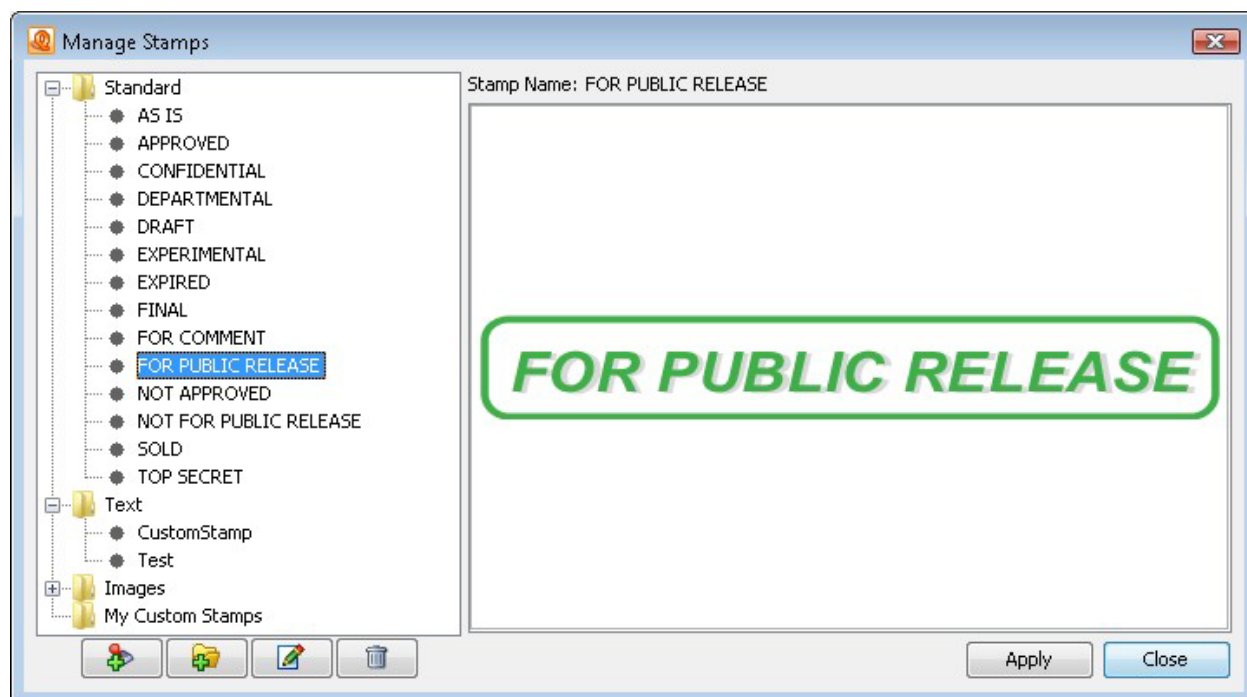 Manage Stamps
Standard
AS IS
APPROVED
CONFIDENTIAL
DEPARTMENTAL
DRAFT
EXPERIMENTAL
EXPIRED
FINAL
FOR COMMENT
FOR PUBLIC RELEASE
NOT APPROVED
NOT FOR PUBLIC RELEASE
SOLD
TOP SECRET
Text
CustomStamp
Test
Images
My Custom Stamps
Stamp Name: FOR PUBLIC RELEASE
FOR PUBLIC RELEASE
Apply
Close